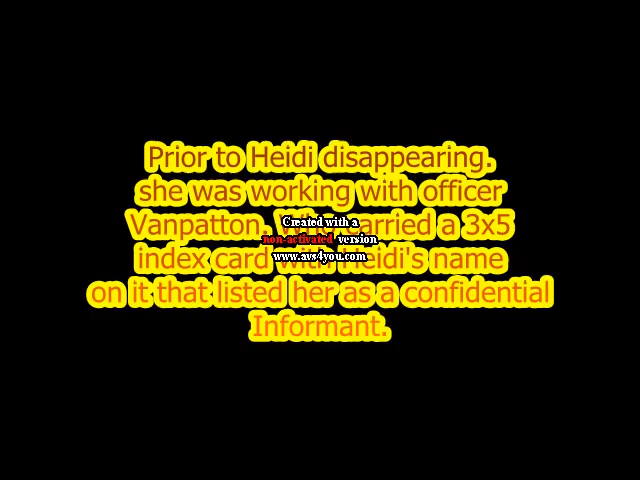 Prior to Heidi disappearing.
she was working with officer
Vanpatton. Who carried a 3x5
index card with Heidi's name
on it that listed her as a confidential
Informant.
Created with a
non-activated version
www.avs4you.com